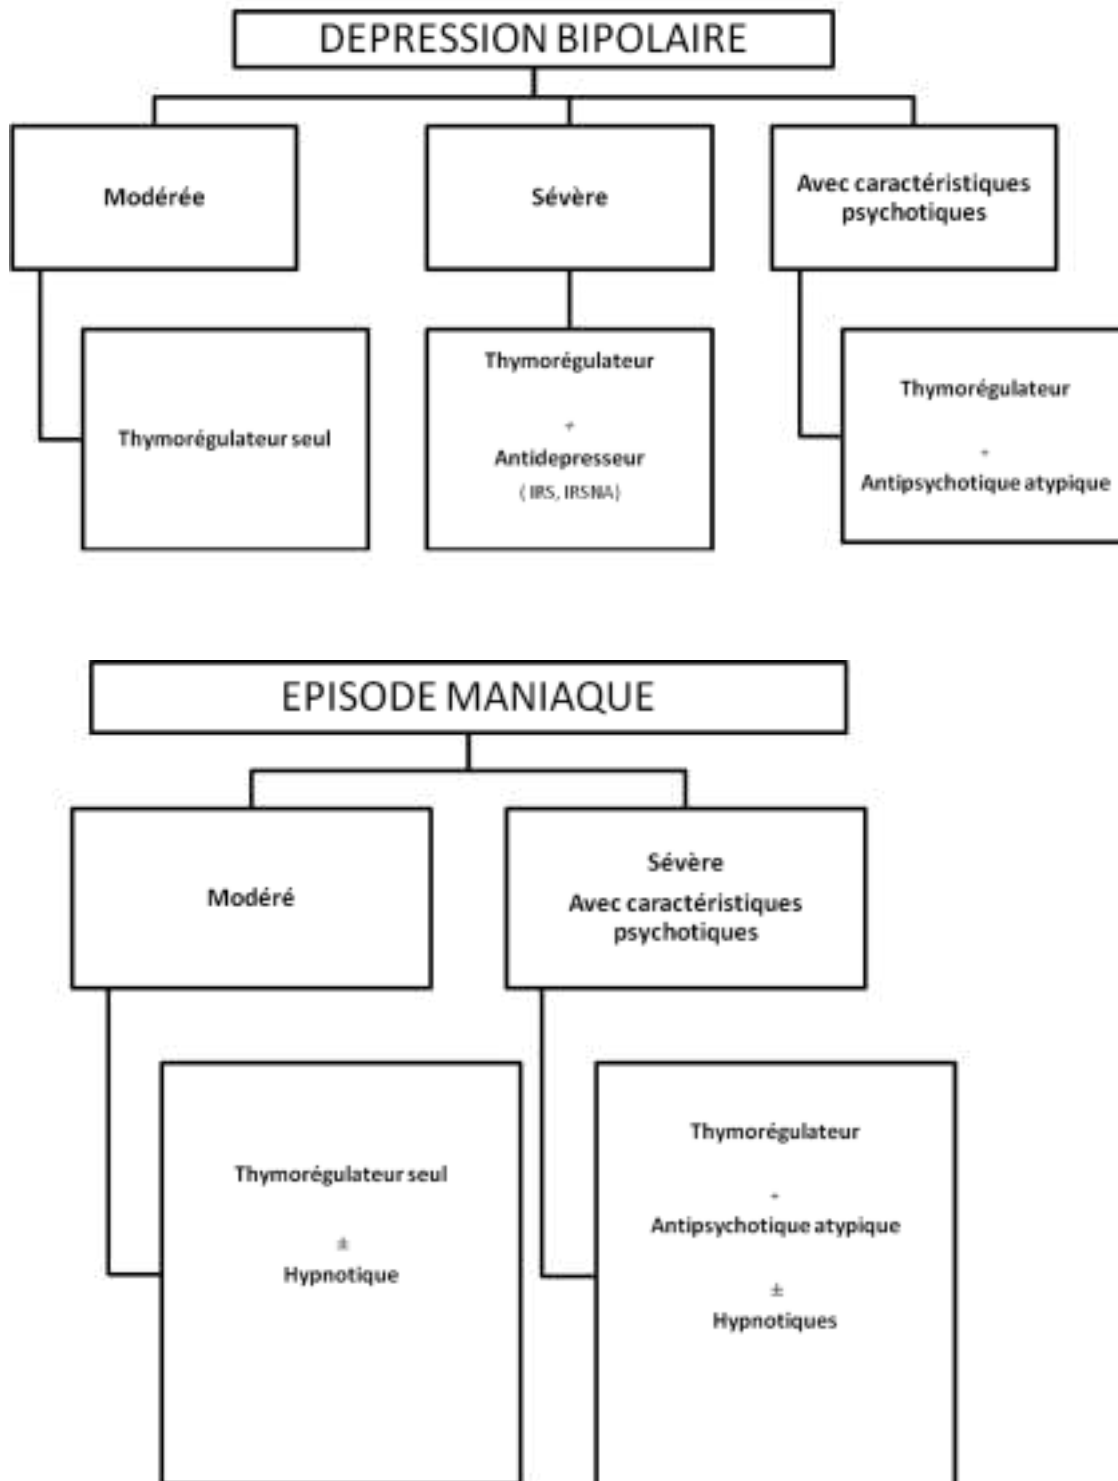 DEPRESSION BIPOLAIRE
Modérée
Sévère
Avec caractéristiques
psychotiques
Thymorégulateur seul
Thymorégulateur
+
Antidepresseur
( IRS, IRSNA)
Thymorégulateur
+
Antipsychotique atypique
EPISODE MANIAQUE
Modéré
Sévère
Avec caractéristiques
psychotiques
Thymorégulateur seul
±
Hypnotique
Thymorégulateur
+
Antipsychotique atypique
±
Hypnotiques